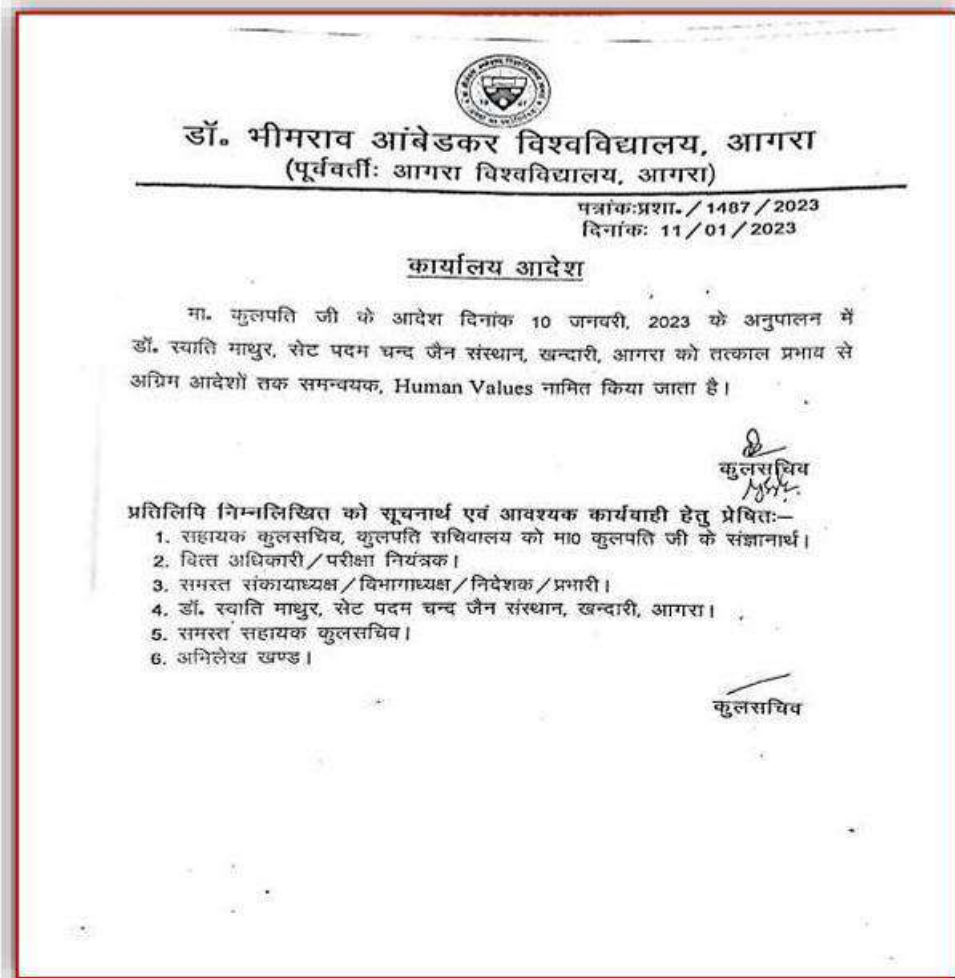 डॉ. भीमराव आंबेडकर विश्वविद्यालय, आगरा
(पूर्ववर्तीः आगरा विश्वविद्यालय, आगरा)
पत्रांकःप्रशा./1487/2023
दिनांकः 11/01/2023
कार्यालय आदेश
मा. कुलपति जी के आदेश दिनांक 10 जनवरी, 2023 के अनुपालन में
डॉ. स्वाति माथुर, सेट पदम चन्द जैन संस्थान, खन्दारी, आगरा को तत्काल प्रभाव से
अग्रिम आदेशों तक समन्वयक, Human Values नामित किया जाता है।
कुलसचिव
प्रतिलिपि निम्नलिखित को सूचनार्थ एवं आवश्यक कार्यवाही हेतु प्रेषितः—
1. सहायक कुलसचिव, कुलपति सचिवालय को मा0 कुलपति जी के संज्ञानार्थ।
2. वित्त अधिकारी/परीक्षा नियंत्रक।
3. समस्त संकायाध्यक्ष/विभागाध्यक्ष/निदेशक/प्रभारी।
4. डॉ. स्वाति माथुर, सेट पदम चन्द जैन संस्थान, खन्दारी, आगरा।
5. समस्त सहायक कुलसचिव।
6. अभिलेख खण्ड।
कुलसचिव